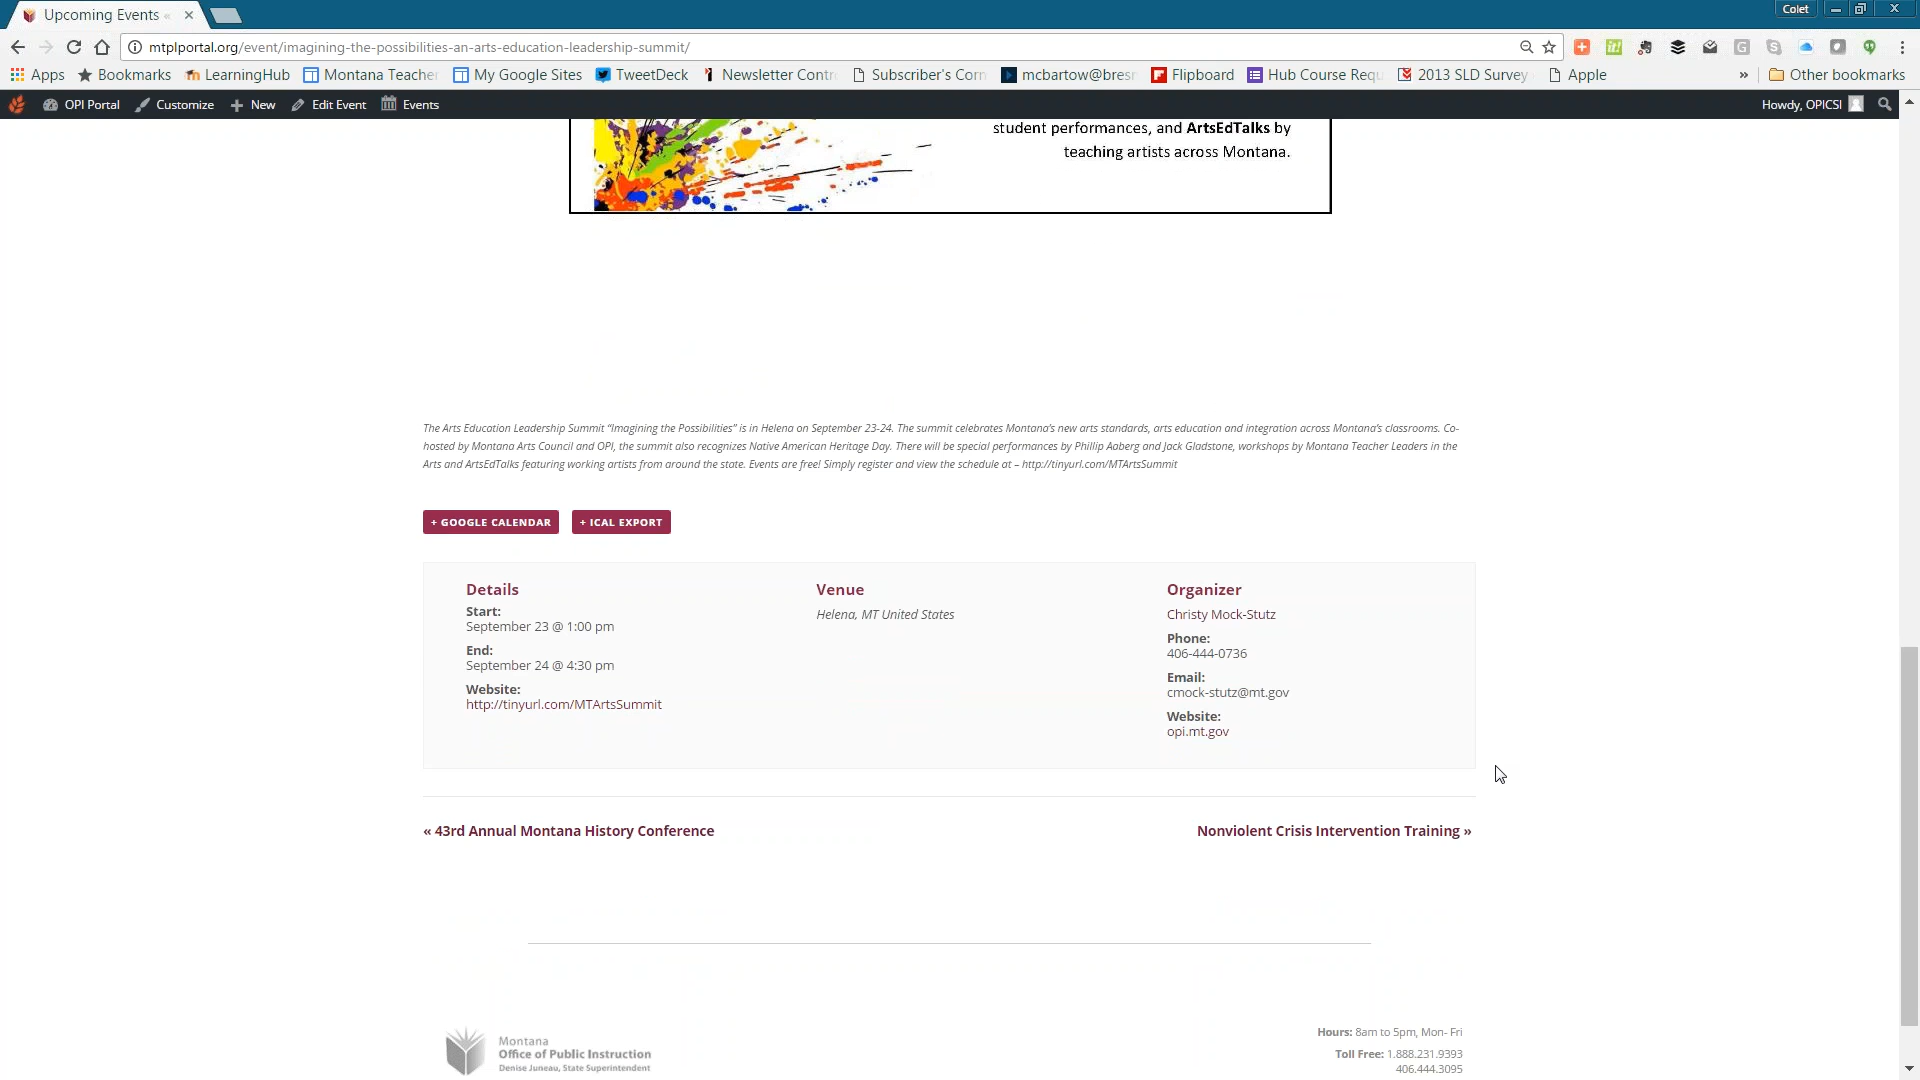 Upcoming Events «
Colet
mtplportal.org/event/imagining-the-possibilities-an-arts-education-leadership-summit/
Apps Bookmarks LearningHub Montana Teache My Google Sites TweetDeck Newsletter Contr Subscriber's Corn mcbartow@bresn Flipboard Hub Course Requ 2013 SLD Survey Apple » Other bookmarks
OPI Portal Customize + New Edit Event Events Howdy, OPICSI
student performances, and ArtsEdTalks by
teaching artists across Montana.
The Arts Education Leadership Summit “Imagining the Possibilities” is in Helena on September 23-24. The summit celebrates Montana’s new arts standards, arts education and integration across Montana’s classrooms. Co-
hosted by Montana Arts Council and OPI, the summit also recognizes Native American Heritage Day. There will be special performances by Phillip Aaberg and Jack Gladstone, workshops by Montana Teacher Leaders in the
Arts and ArtsEdTalks featuring working artists from around the state. Events are free! Simply register and view the schedule at – http://tinyurl.com/MTArtsSummit
+ GOOGLE CALENDAR + ICAL EXPORT
Details
Start:
September 23 @ 1:00 pm
End:
September 24 @ 4:30 pm
Website:
http://tinyurl.com/MTArtsSummit
Venue
Helena, MT United States
Organizer
Christy Mock-Stutz
Phone:
406-444-0736
Email:
cmock-stutz@mt.gov
Website:
opi.mt.gov
« 43rd Annual Montana History Conference
Nonviolent Crisis Intervention Training »
Montana
Office of Public Instruction
Denise Juneau, State Superintendent
Hours: 8am to 5pm, Mon- Fri
Toll Free: 1.888.231.9393
406.444.3095